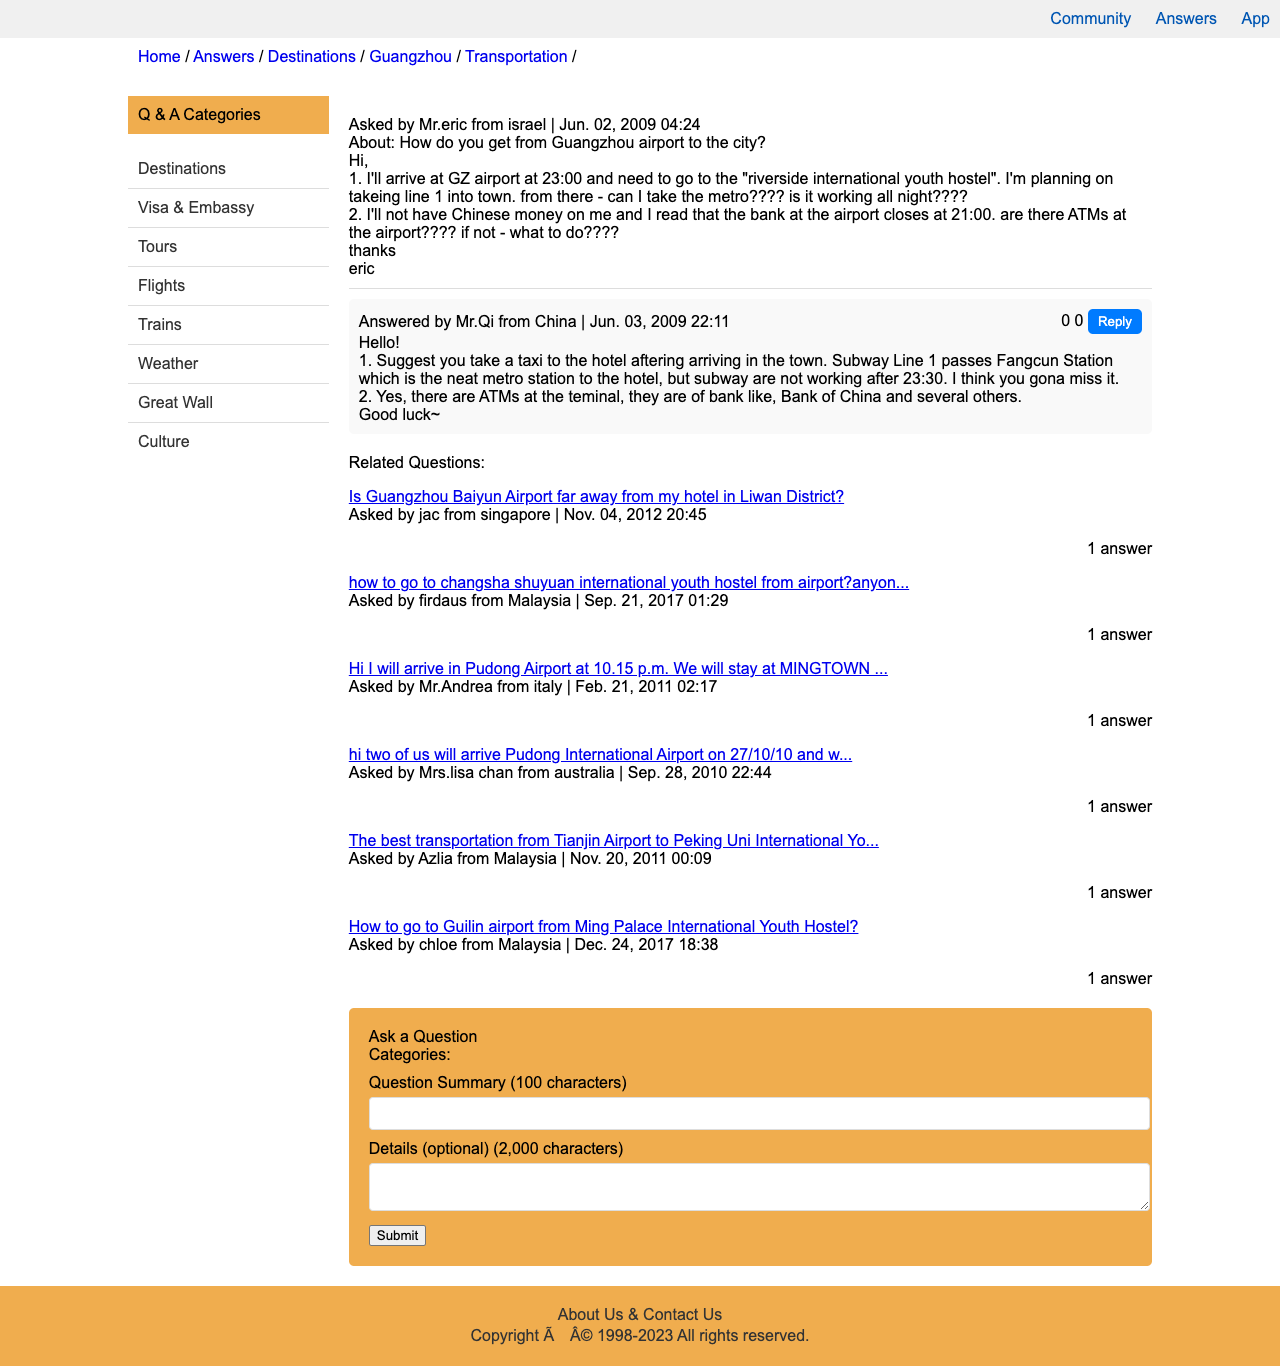 Community Answers App
Home / Answers / Destinations / Guangzhou / Transportation /
Q & A Categories
Destinations
Visa & Embassy
Tours
Flights
Trains
Weather
Great Wall
Culture
Asked by Mr.eric from israel | Jun. 02, 2009 04:24
About: How do you get from Guangzhou airport to the city?
Hi,
1. I'll arrive at GZ airport at 23:00 and need to go to the "riverside international youth hostel". I'm planning on
takeing line 1 into town. from there - can I take the metro???? is it working all night????
2. I'll not have Chinese money on me and I read that the bank at the airport closes at 21:00. are there ATMs at
the airport???? if not - what to do????
thanks
eric
Answered by Mr.Qi from China | Jun. 03, 2009 22:11
0 0 Reply
Hello!
1. Suggest you take a taxi to the hotel aftering arriving in the town. Subway Line 1 passes Fangcun Station
which is the neat metro station to the hotel, but subway are not working after 23:30. I think you gona miss it.
2. Yes, there are ATMs at the teminal, they are of bank like, Bank of China and several others.
Good luck~
Related Questions:
Is Guangzhou Baiyun Airport far away from my hotel in Liwan District?
Asked by jac from singapore | Nov. 04, 2012 20:45
1 answer
how to go to changsha shuyuan international youth hostel from airport?anyon...
Asked by firdaus from Malaysia | Sep. 21, 2017 01:29
1 answer
Hi I will arrive in Pudong Airport at 10.15 p.m. We will stay at MINGTOWN ...
Asked by Mr.Andrea from italy | Feb. 21, 2011 02:17
1 answer
hi two of us will arrive Pudong International Airport on 27/10/10 and w...
Asked by Mrs.lisa chan from australia | Sep. 28, 2010 22:44
1 answer
The best transportation from Tianjin Airport to Peking Uni International Yo...
Asked by Azlia from Malaysia | Nov. 20, 2011 00:09
1 answer
How to go to Guilin airport from Ming Palace International Youth Hostel?
Asked by chloe from Malaysia | Dec. 24, 2017 18:38
1 answer
Ask a Question
Categories:
Question Summary (100 characters)
Details (optional) (2,000 characters)
Submit
About Us & Contact Us
Copyright Ã Â© 1998-2023 All rights reserved.